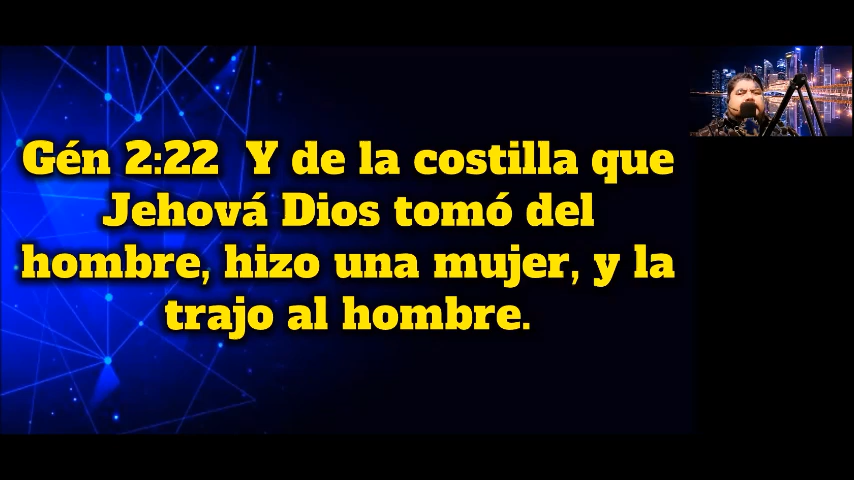 Gén 2:22 Y de la costilla que
Jehová Dios tomó del
hombre, hizo una mujer, y la
trajo al hombre.